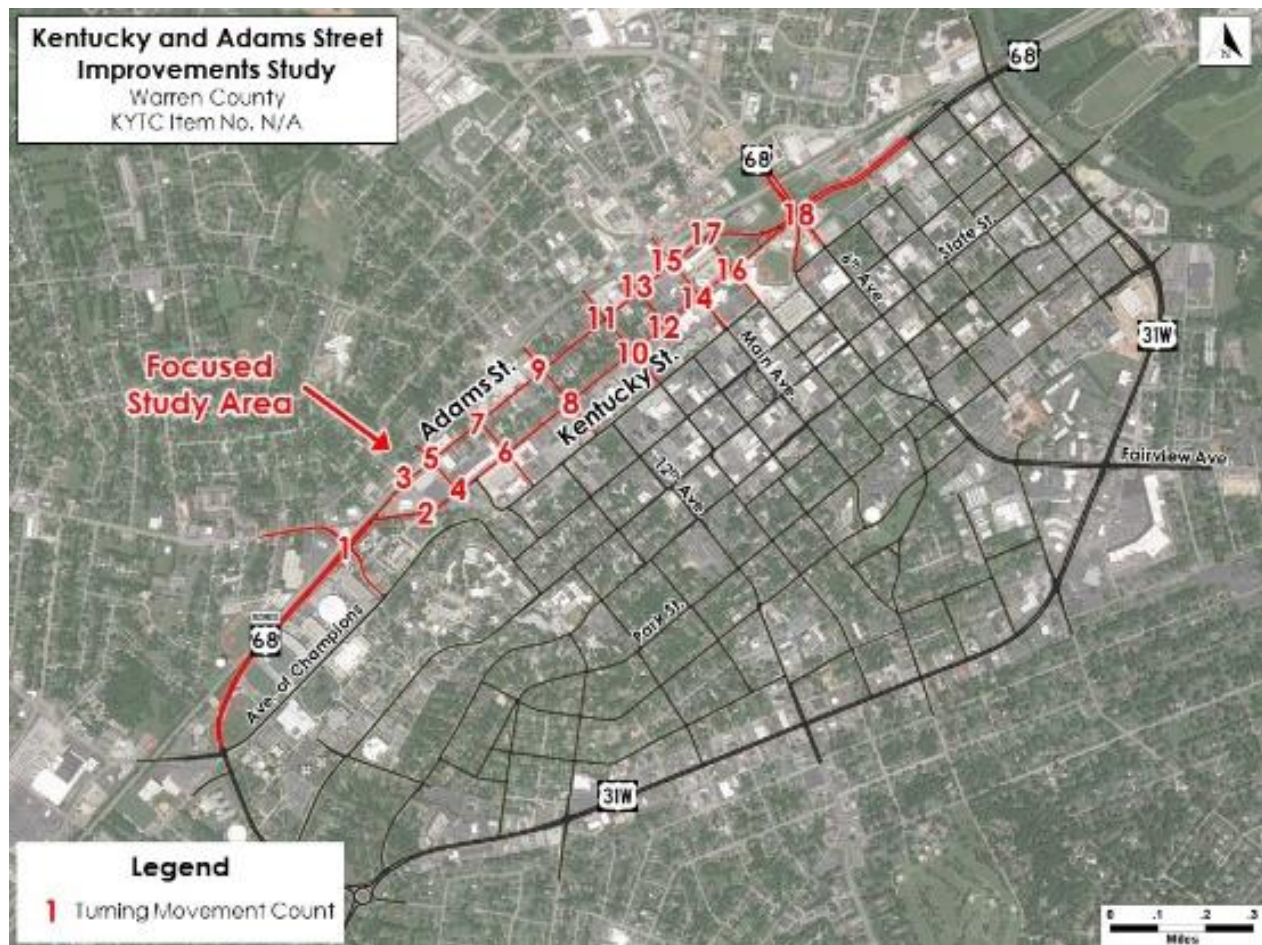 Kentucky and Adams Street
Improvements Study
Warren County
KYTC Item No. N/A
N
68
68
18
17
16
15
14
13
12
11
10
9
8
7
6
5
4
3
2
1
State St.
6th Ave.
31W
Main Ave.
Adams St.
Kentucky St.
Focused
Study Area
Fairview Ave.
12th Ave.
Park St.
68
Ave. of Champions
31W
Legend
1 Turning Movement Count
0 .1 .2 .3
Miles